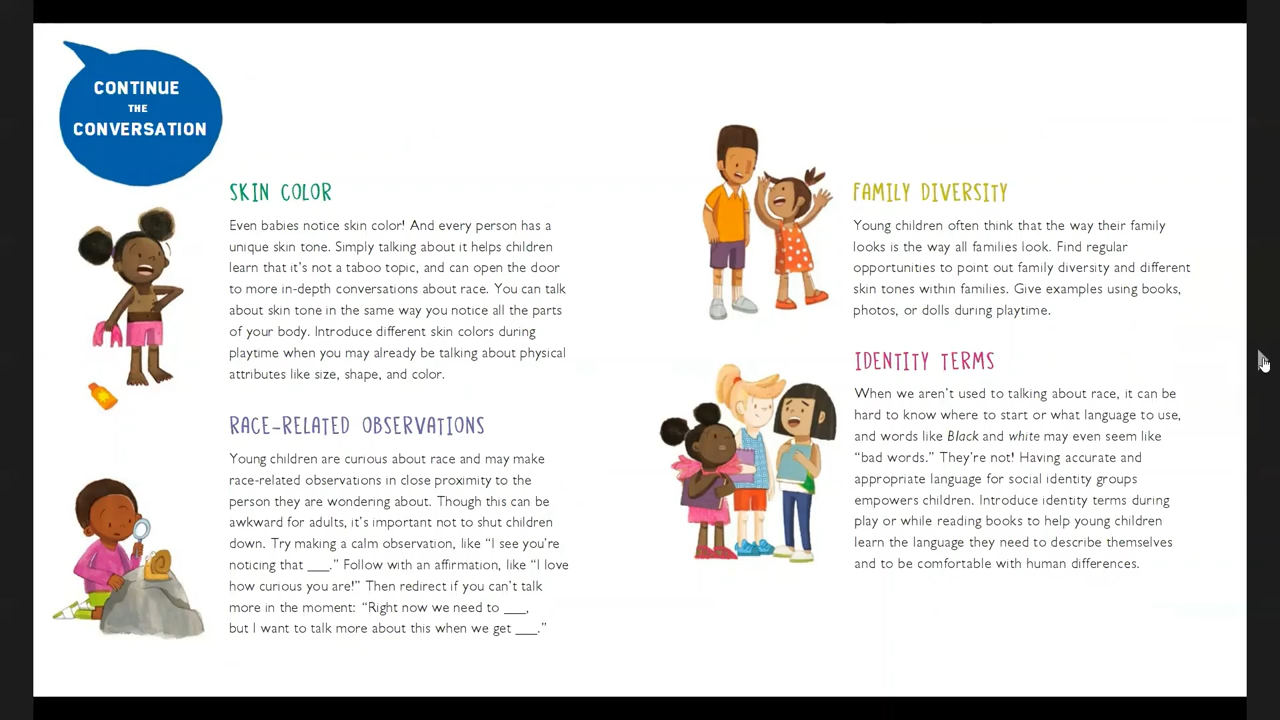 CONTINUE
THE
CONVERSATION
SKIN COLOR
Even babies notice skin color! And every person has a
unique skin tone. Simply talking about it helps children
learn that it's not a taboo topic, and can open the door
to more in-depth conversations about race. You can talk
about skin tone in the same way you notice all the parts
of your body. Introduce different skin colors during
playtime when you may already be talking about physical
attributes like size, shape, and color.
RACE-RELATED OBSERVATIONS
Young children are curious about race and may make
race-related observations in close proximity to the
person they are wondering about. Though this can be
awkward for adults, it's important not to shut children
down. Try making a calm observation, like "I see you're
noticing that ___." Follow with an affirmation, like "I love
how curious you are!" Then redirect if you can't talk
more in the moment: "Right now we need to ___,
but I want to talk more about this when we get ___."
FAMILY DIVERSITY
Young children often think that the way their family
looks is the way all families look. Find regular
opportunities to point out family diversity and different
skin tones within families. Give examples using books,
photos, or dolls during playtime.
IDENTITY TERMS
When we aren't used to talking about race, it can be
hard to know where to start or what language to use,
and words like Black and white may even seem like
"bad words." They're not! Having accurate and
appropriate language for social identity groups
empowers children. Introduce identity terms during
play or while reading books to help young children
learn the language they need to describe themselves
and to be comfortable with human differences.